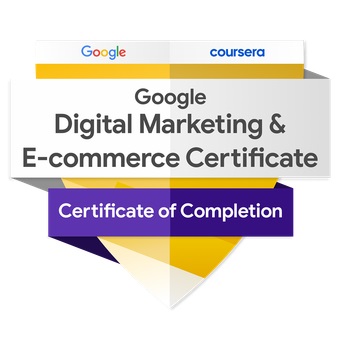 Google coursera
Google
Digital Marketing &
E-commerce Certificate
Certificate of Completion